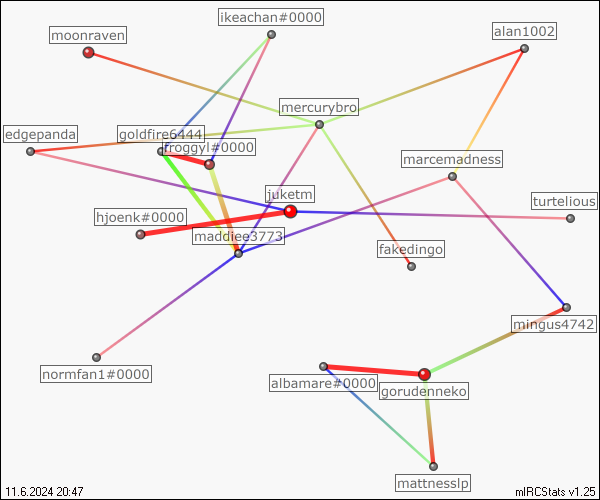 ikeachan#0000
moonraven
alan1002
mercurybro
edgepanda
goldfire6444
froggyl#0000
marcemadness
juketm
turtelious
hjoenk#0000
maddiee3773
fakedingo
mingus4742
normfan1#0000
albamare#0000
gorudenneko
mattnesslp
11.6.2024 20:47
mIRCStats v1.25